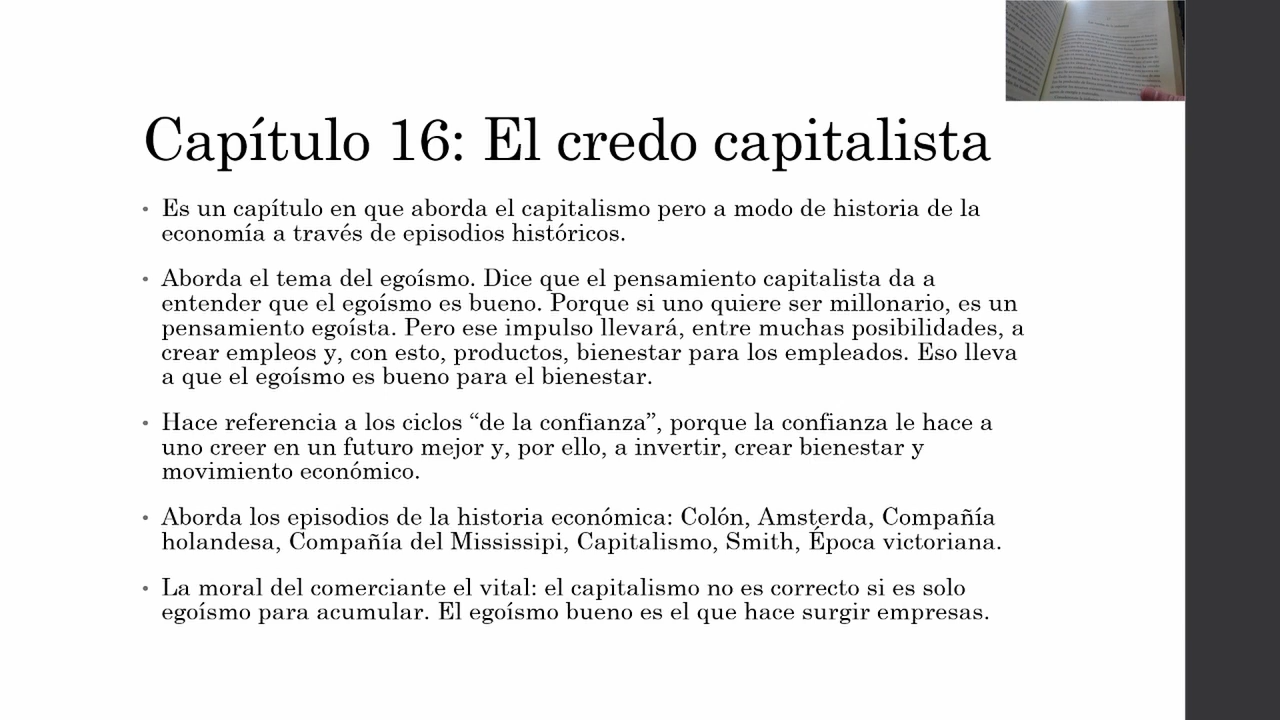 Capítulo 16: El credo capitalista
• Es un capítulo en que aborda el capitalismo pero a modo de historia de la
economía a través de episodios históricos.
• Aborda el tema del egoísmo. Dice que el pensamiento capitalista da a
entender que el egoísmo es bueno. Porque si uno quiere ser millonario, es un
pensamiento egoísta. Pero ese impulso llevará, entre muchas posibilidades, a
crear empleos y, con esto, productos, bienestar para los empleados. Eso lleva
a que el egoísmo es bueno para el bienestar.
• Hace referencia a los ciclos “de la confianza”, porque la confianza le hace a
uno creer en un futuro mejor y, por ello, a invertir, crear bienestar y
movimiento económico.
• Aborda los episodios de la historia económica: Colón, Amsterda, Compañía
holandesa, Compañía del Mississipi, Capitalismo, Smith, Época victoriana.
• La moral del comerciante el vital: el capitalismo no es correcto si es solo
egoísmo para acumular. El egoísmo bueno es el que hace surgir empresas.